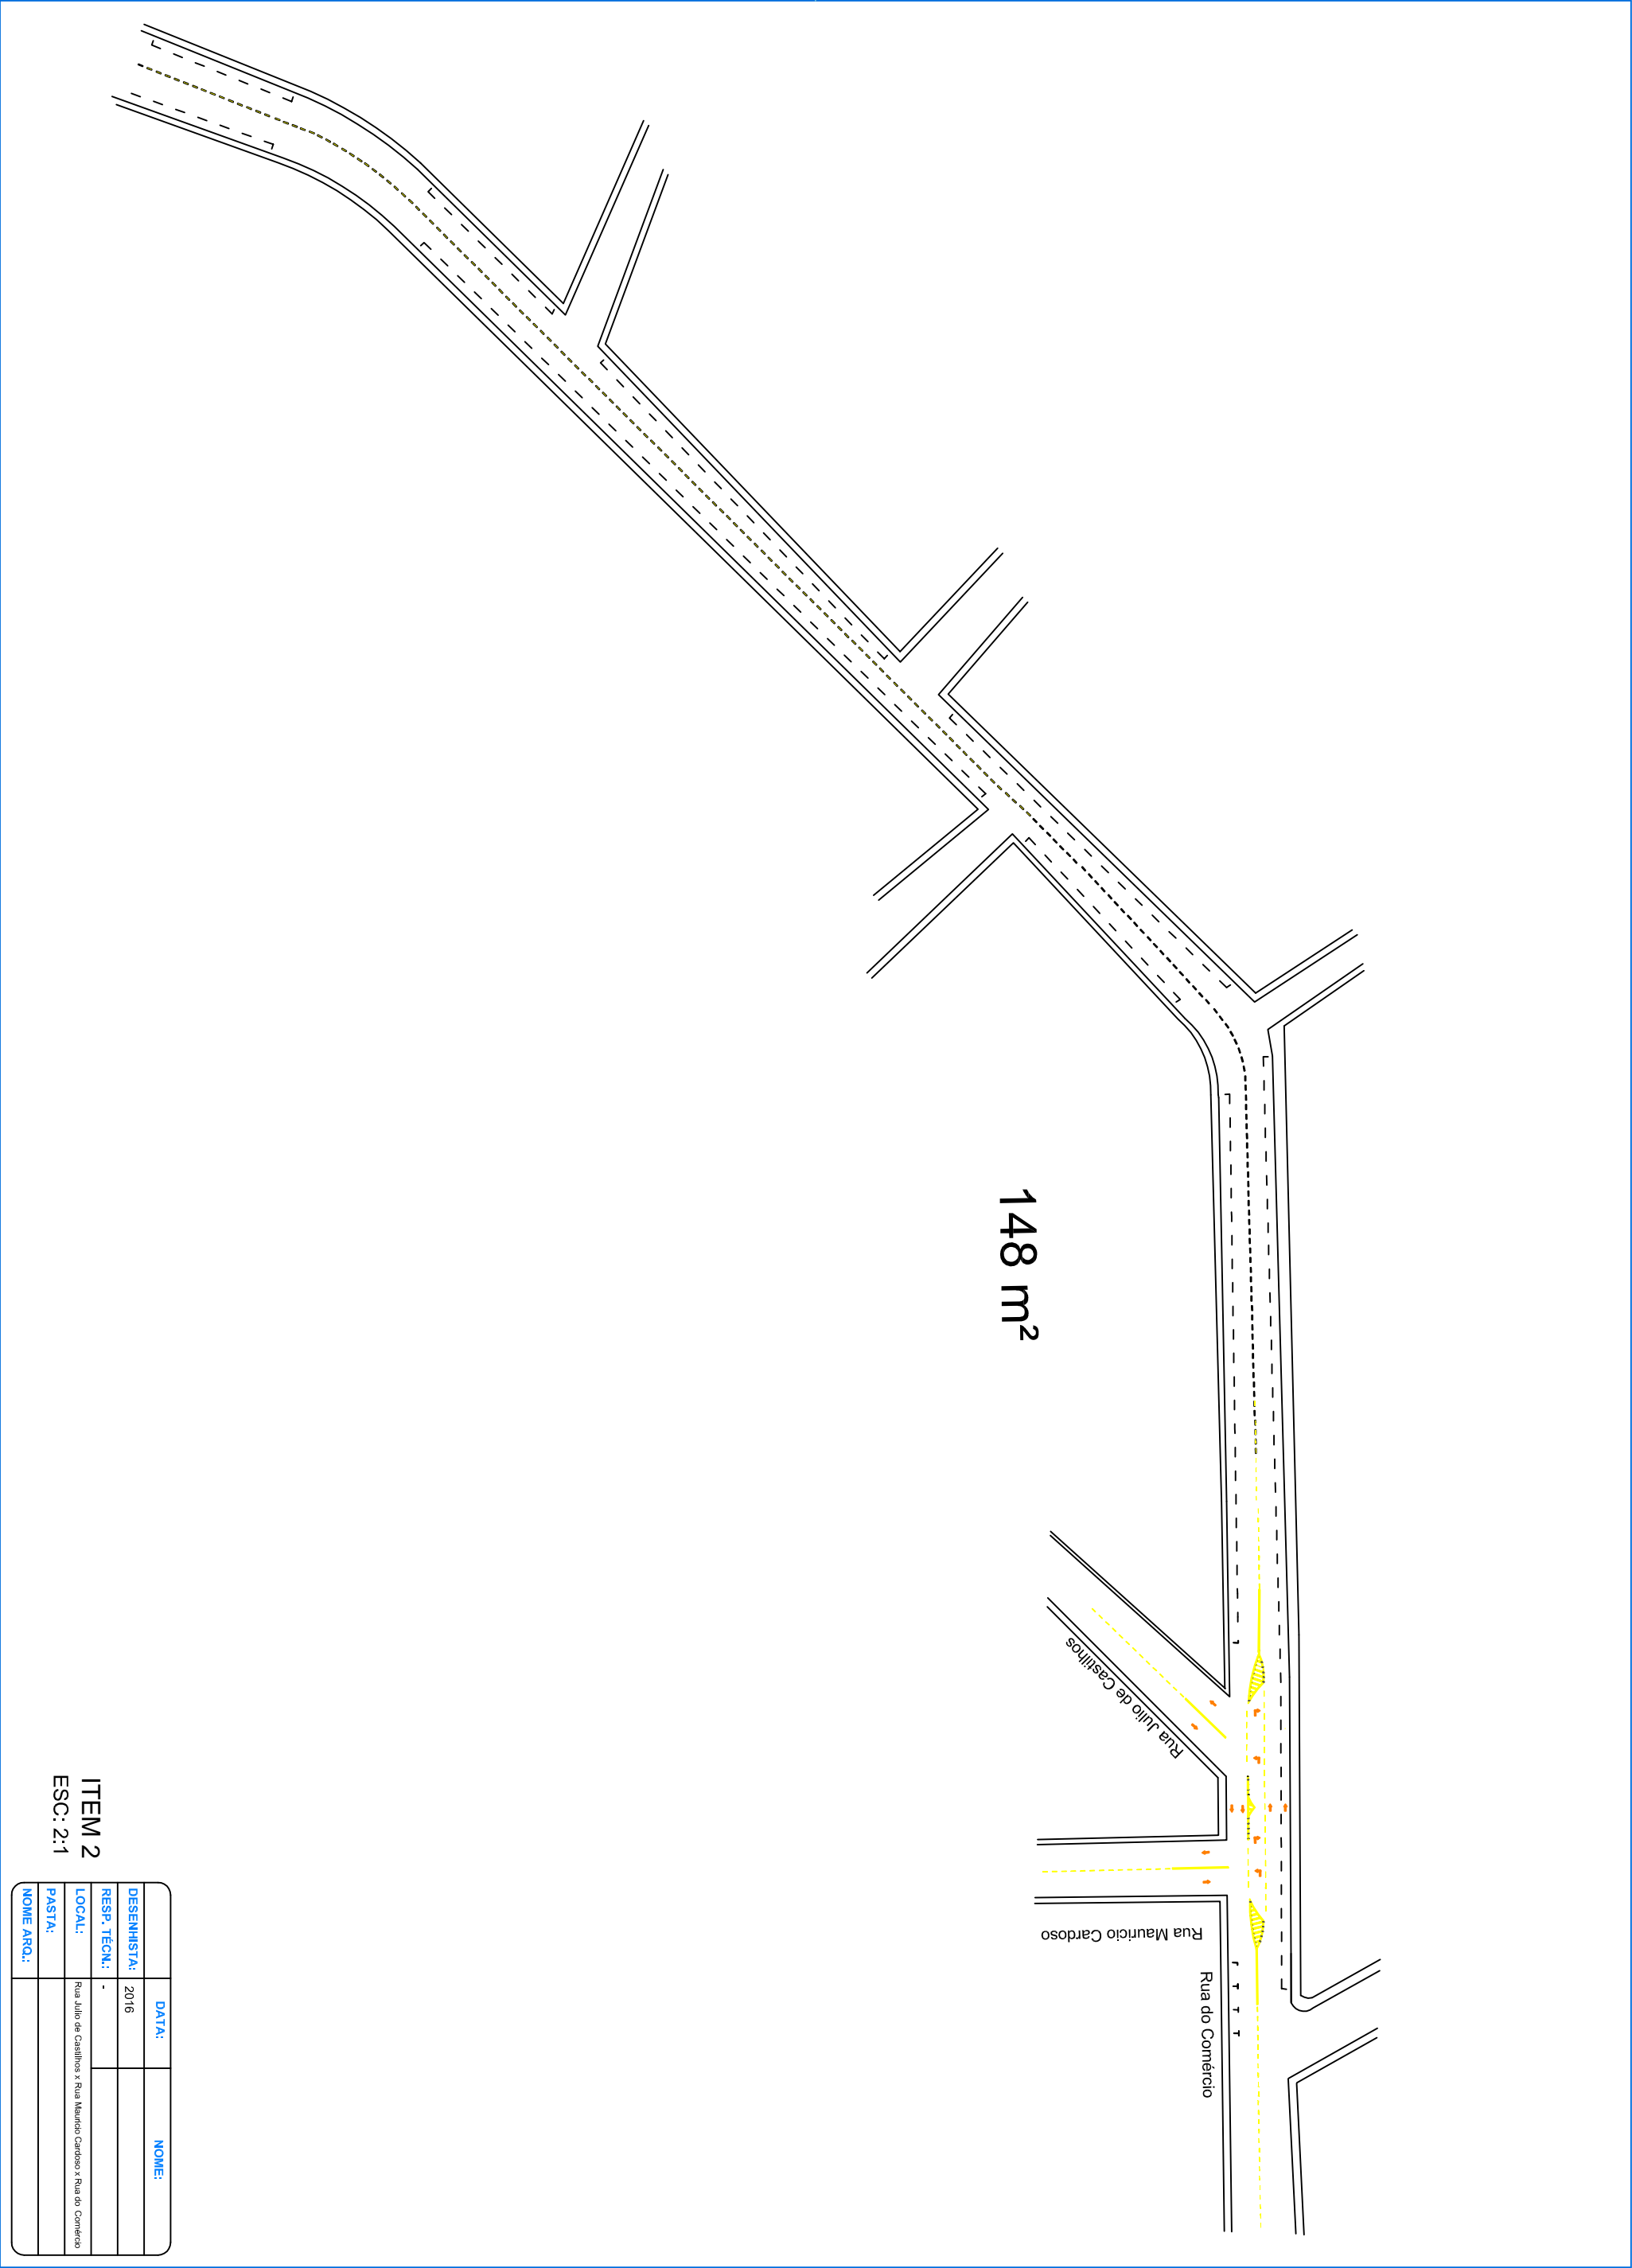 148 m²
Rua Julio de Castilhos
Rua Mauricio Cardoso
Rua do Comércio
ITEM 2
ESC: 2:1
DATA: NOME:
DESENHISTA: 2016
RESP. TÉCN.: -
LOCAL: Rua Julio de Castilhos x Rua Mauricio Cardoso x Rua do Comércio
PASTA:
NOME ARQ.: